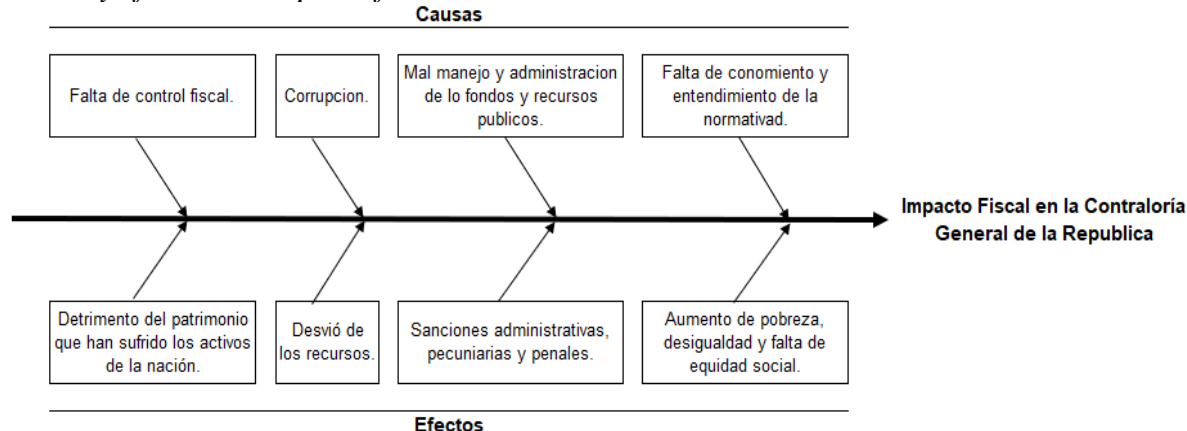 Causas
Falta de control fiscal.
Corrupcion.
Mal manejo y administracion
de lo fondos y recursos
publicos.
Falta de conomiento y
entendimiento de la
normativad.
Impacto Fiscal en la Contraloría
General de la Republica
Detrimento del patrimonio
que han sufrido los activos
de la nación.
Desvió de
los recursos.
Sanciones administrativas,
pecuniarias y penales.
Aumento de pobreza,
desigualdad y falta de
equidad social.
Efectos